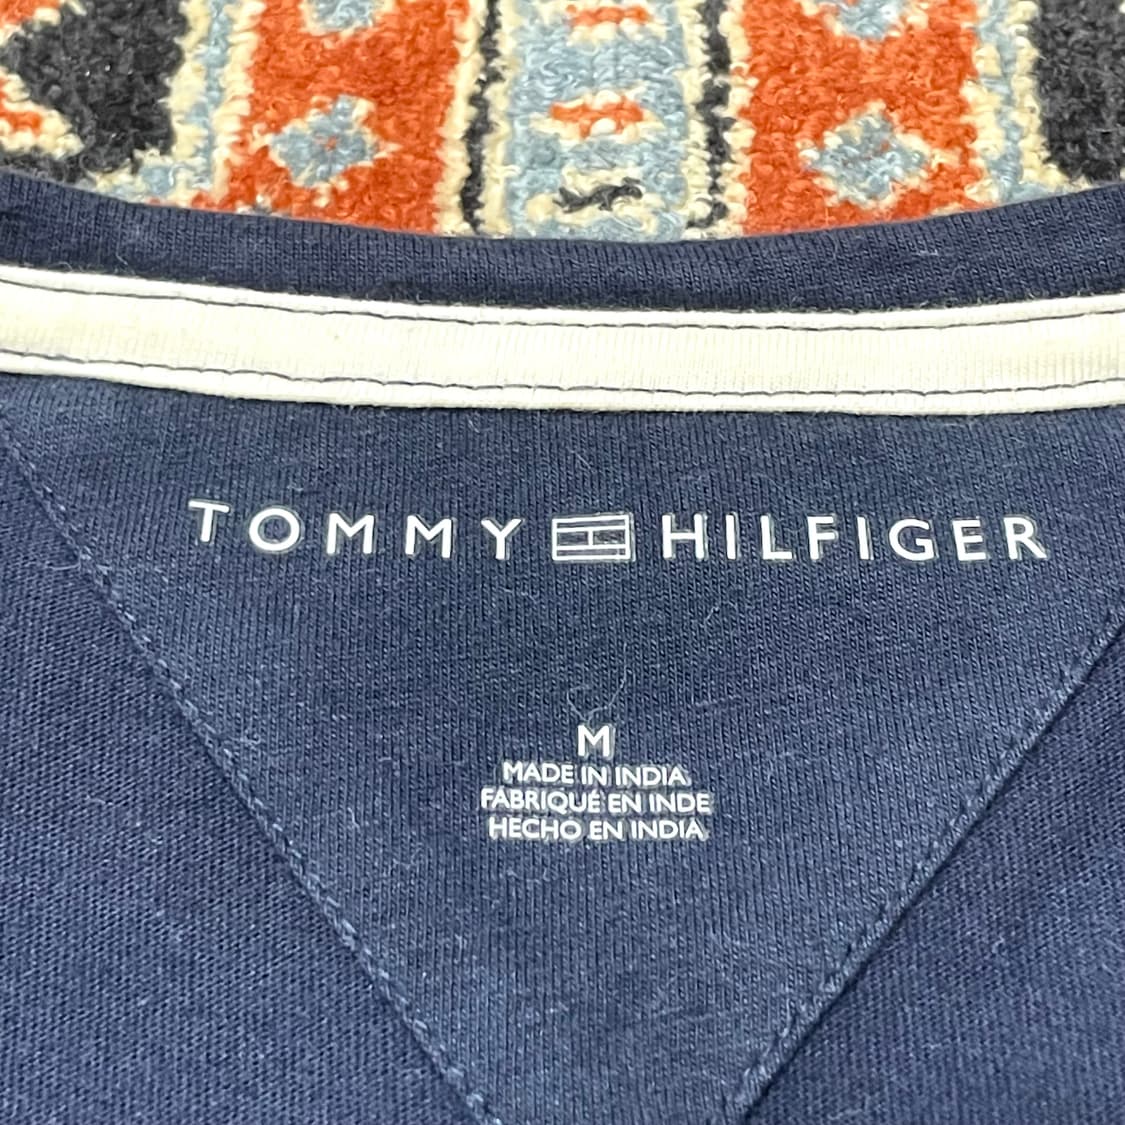 TOMMY HILFIGER
M
MADE IN INDIA
FABRIQUÉ EN INDE
HECHO EN INDIA